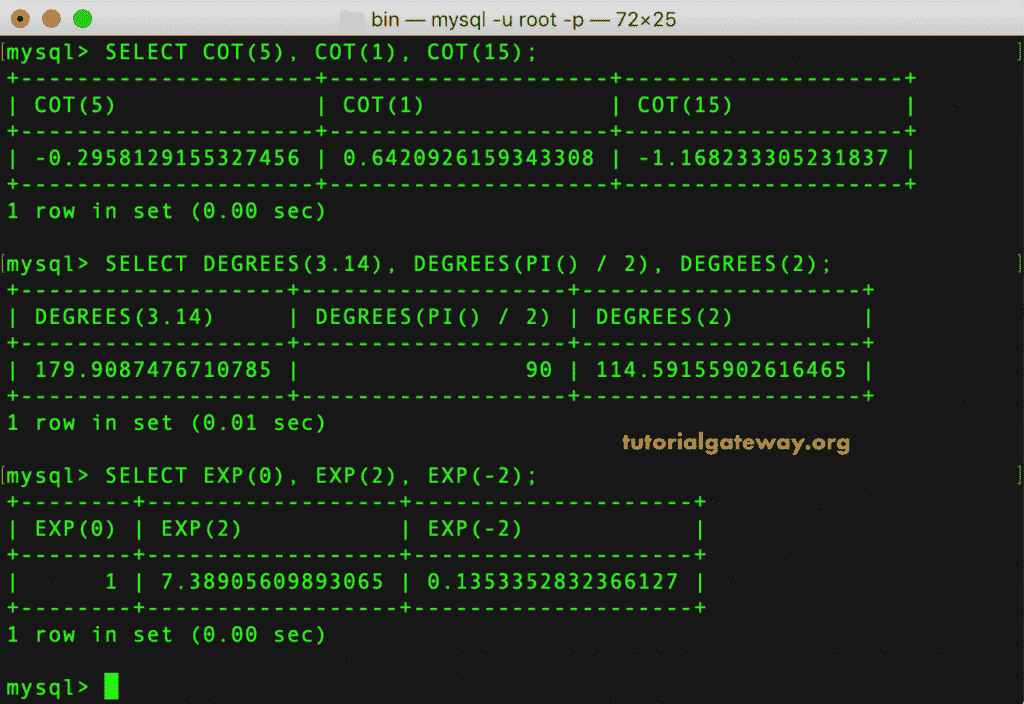 bin — mysql -u root -p — 72×25
mysql> SELECT COT(5), COT(1), COT(15);
+---------------------+--------------------+--------------------+
| COT(5)              | COT(1)             | COT(15)            |
+---------------------+--------------------+--------------------+
| -0.2958129155327456 | 0.6420926159343308 | -1.168233305231837 |
+---------------------+--------------------+--------------------+
1 row in set (0.00 sec)
mysql> SELECT DEGREES(3.14), DEGREES(PI() / 2), DEGREES(2);
+-------------------+-------------------+--------------------+
| DEGREES(3.14)     | DEGREES(PI() / 2) | DEGREES(2)         |
+-------------------+-------------------+--------------------+
| 179.9087476710785 |                90 | 114.59155902616465 |
+-------------------+-------------------+--------------------+
1 row in set (0.01 sec)
tutorialgateway.org
mysql> SELECT EXP(0), EXP(2), EXP(-2);
+--------+------------------+--------------------+
| EXP(0) | EXP(2)           | EXP(-2)            |
+--------+------------------+--------------------+
|      1 | 7.38905609893065 | 0.1353352832366127 |
+--------+------------------+--------------------+
1 row in set (0.00 sec)
mysql>